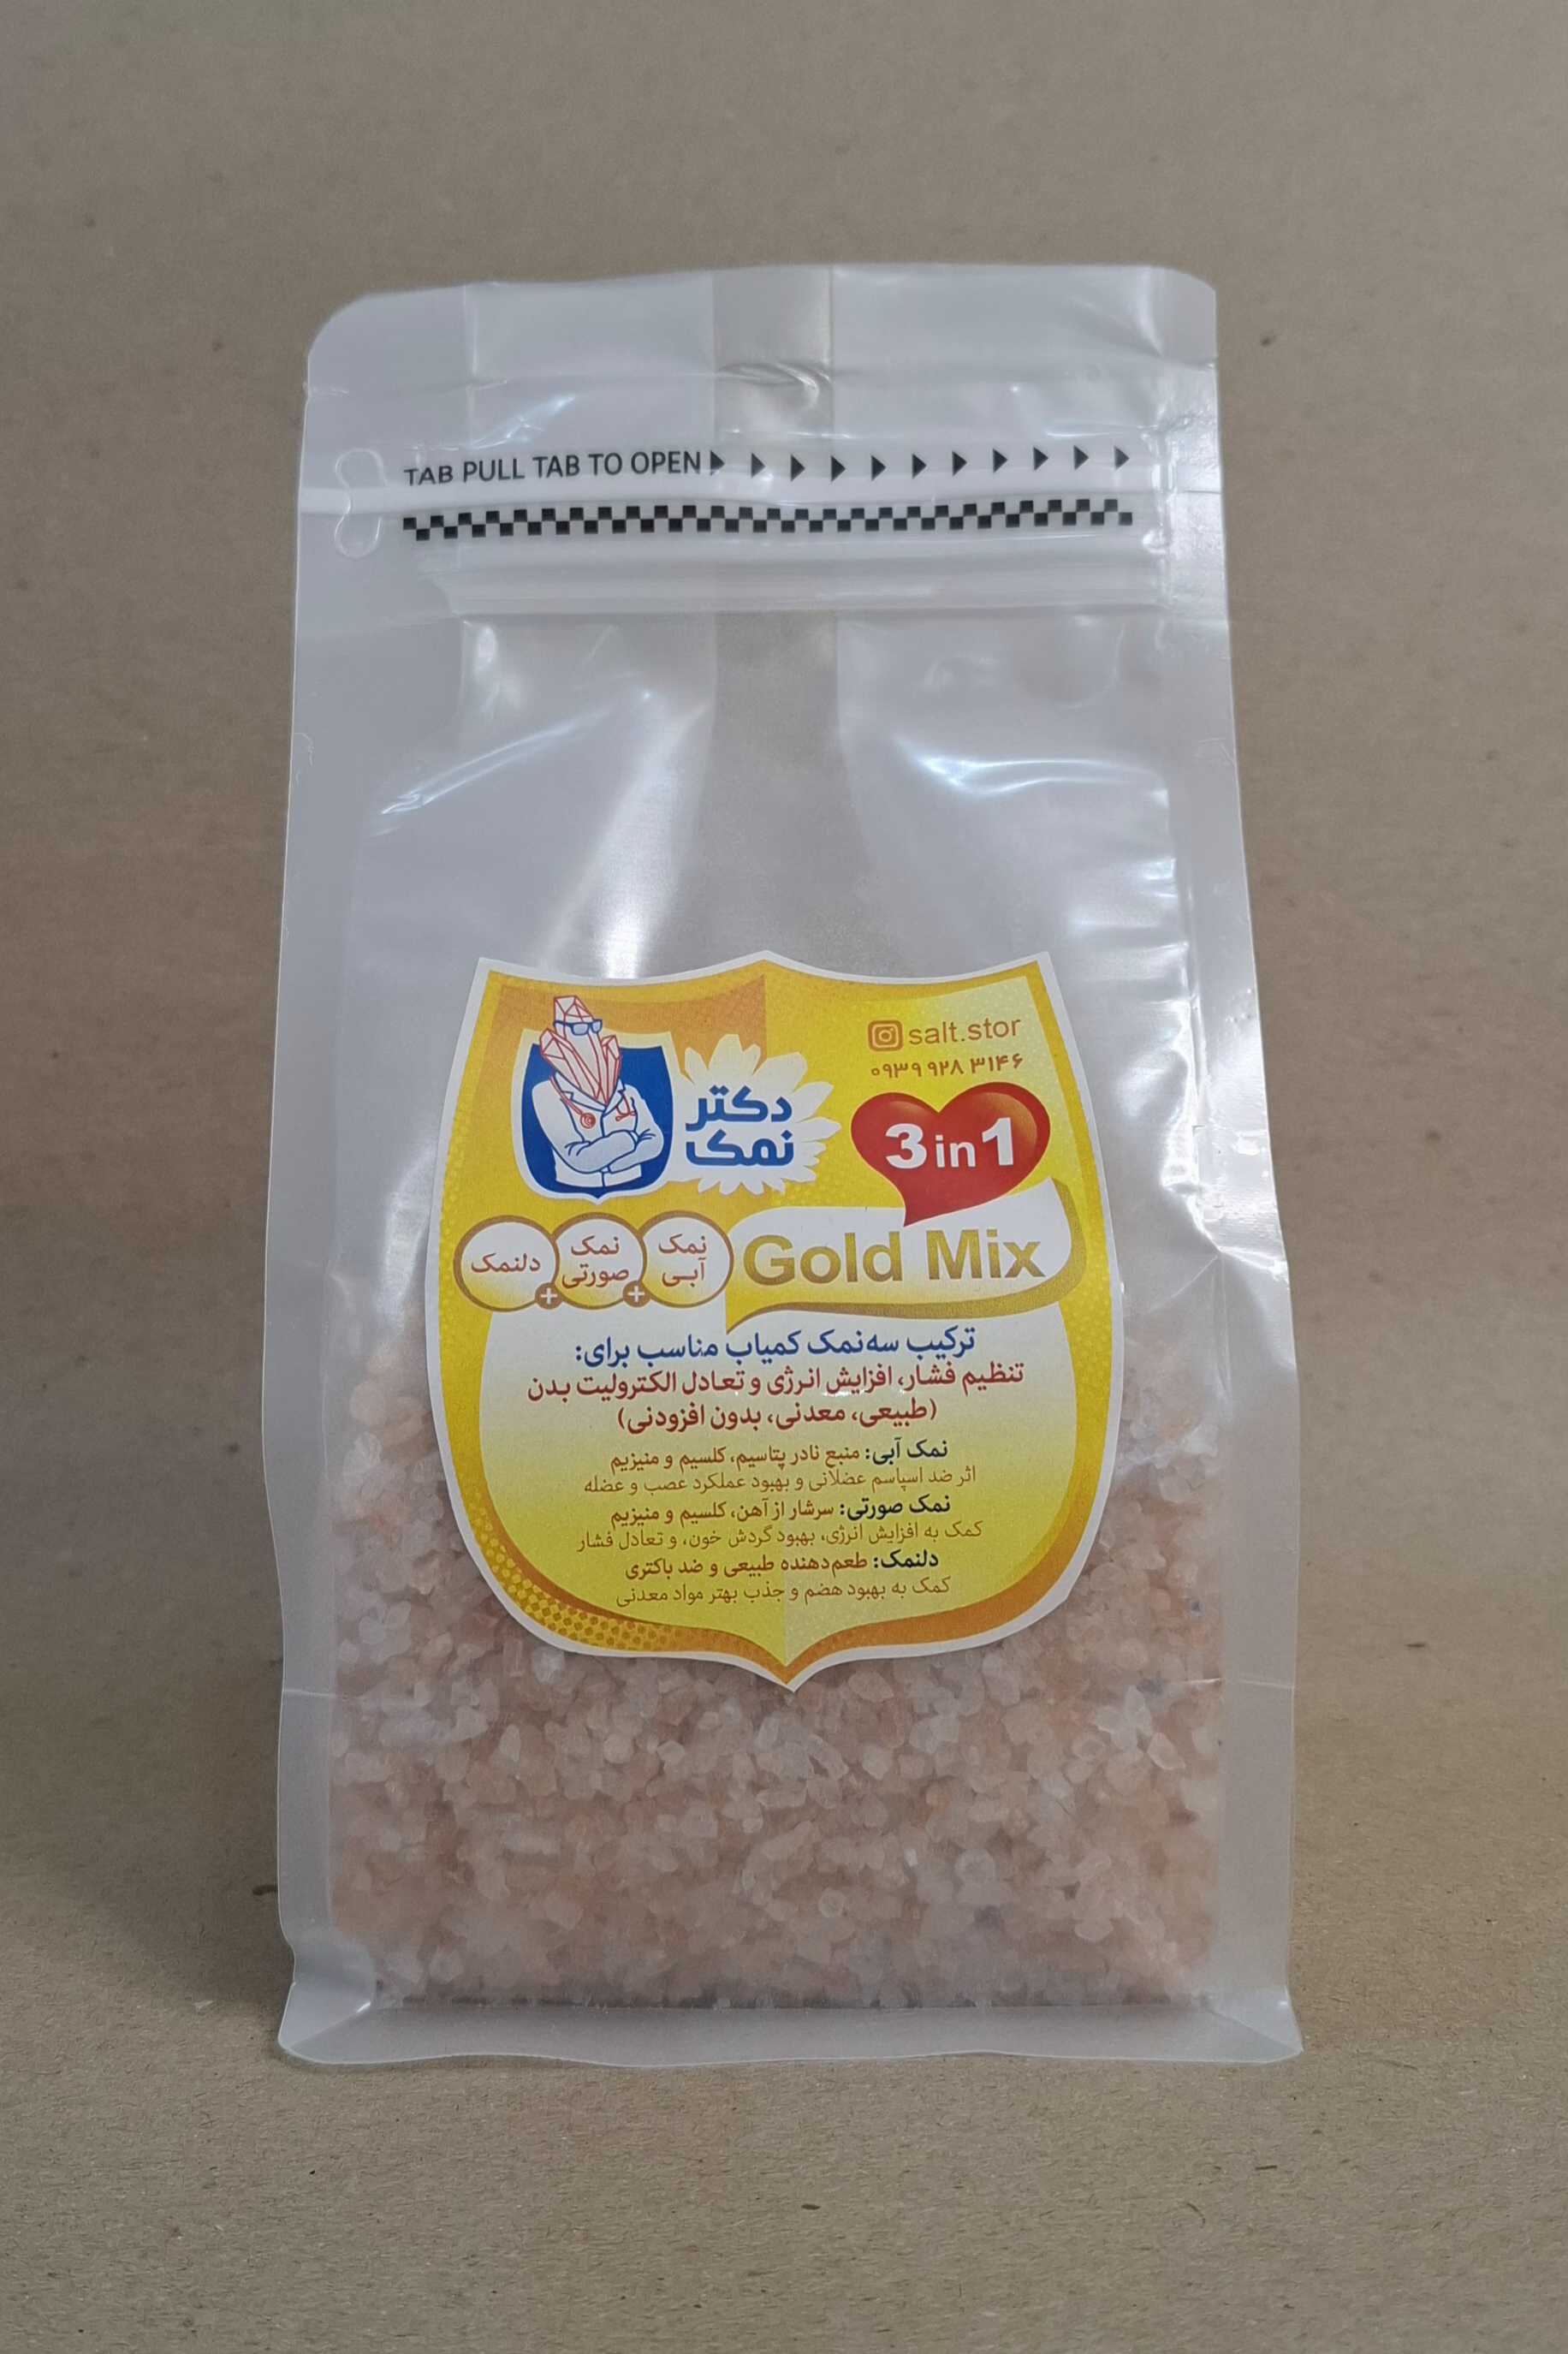 TAB PULL TAB TO OPEN
salt.stor
۰۹۳۹ ۹۲۸ ۳۱۴۶
دکتر
نمک
3 in 1
Gold Mix
نمک
آبی
+
نمک
صورتی
+
دلنمک
ترکیب سه‌نمک کمیاب مناسب برای:
تنظیم فشار، افزایش انرژی و تعادل الکترولیت بدن
(طبیعی، معدنی، بدون افزودنی)
نمک آبی: منبع نادر پتاسیم، کلسیم و منیزیم
اثر ضد اسپاسم عضلانی و بهبود عملکرد عصب و عضله
نمک صورتی: سرشار از آهن، کلسیم و منیزیم
کمک به افزایش انرژی، بهبود گردش خون، و تعادل فشار
دلنمک: طعم‌دهنده طبیعی و ضد باکتری
کمک به بهبود هضم و جذب بهتر مواد معدنی